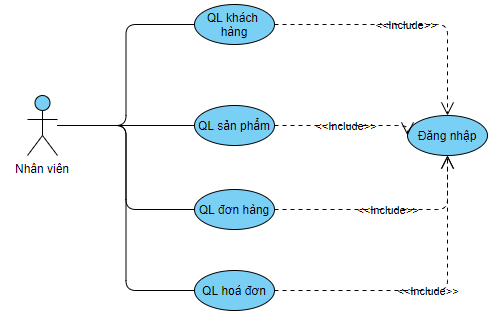 QL khách
hàng
<<Include>>
QL sản phẩm
<<Include>>
Đăng nhập
Nhân viên
QL đơn hàng
<<Include>>
QL hoá đơn
<<Include>>